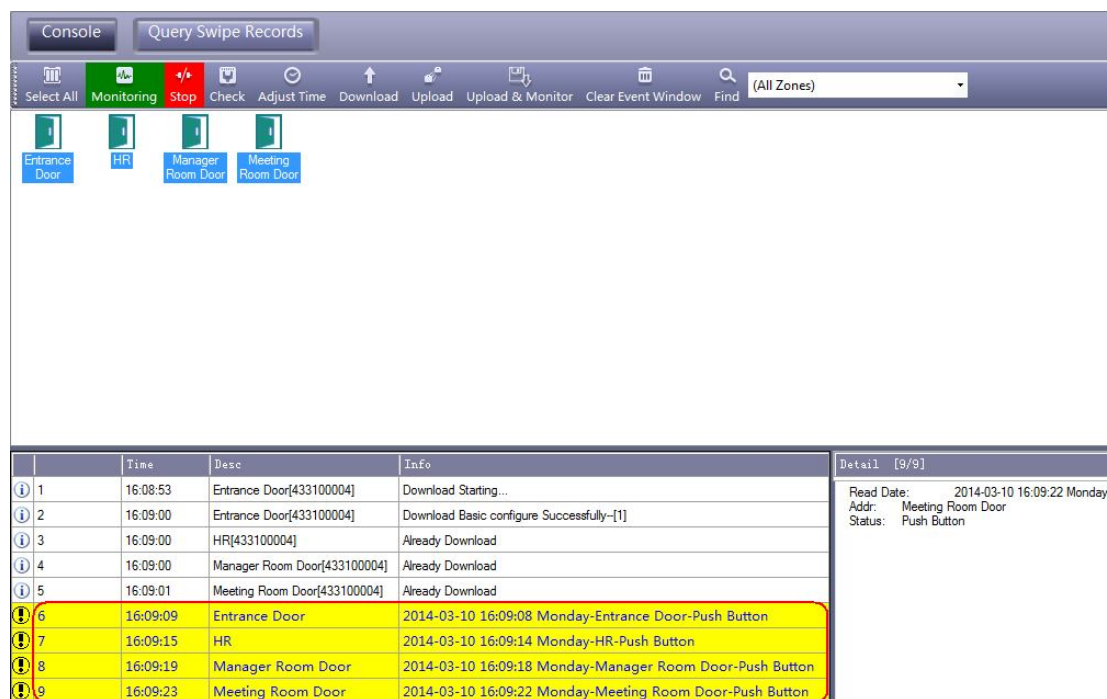 Console Query Swipe Records
Select All Monitoring Stop Check Adjust Time Download Upload Upload & Monitor Clear Event Window Find (All Zones)
Entrance Door
HR
Manager Room Door
Meeting Room Door
Time Desc Info
1 16:08:53 Entrance Door[433100004] Download Starting...
2 16:09:00 Entrance Door[433100004] Download Basic configure Successfully--[1]
3 16:09:00 HR[433100004] Already Download
4 16:09:00 Manager Room Door[433100004] Already Download
5 16:09:01 Meeting Room Door[433100004] Already Download
6 16:09:09 Entrance Door 2014-03-10 16:09:08 Monday-Entrance Door-Push Button
7 16:09:15 HR 2014-03-10 16:09:14 Monday-HR-Push Button
8 16:09:19 Manager Room Door 2014-03-10 16:09:18 Monday-Manager Room Door-Push Button
9 16:09:23 Meeting Room Door 2014-03-10 16:09:22 Monday-Meeting Room Door-Push Button
Detail [9/9]
Read Date: 2014-03-10 16:09:22 Monday
Addr: Meeting Room Door
Status: Push Button